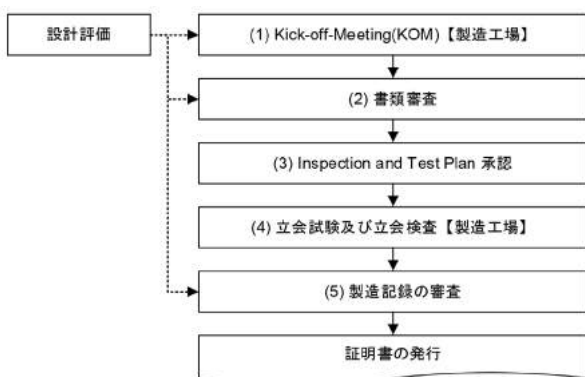 設計評価
(1) Kick-off-Meeting(KOM)【製造工場】
(2) 書類審査
(3) Inspection and Test Plan 承認
(4) 立会試験及び立会検査【製造工場】
(5) 製造記録の審査
証明書の発行